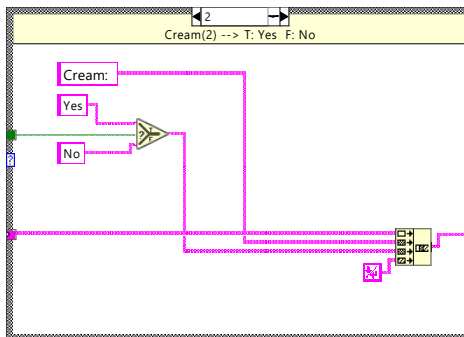 2
Cream(2) --> T: Yes  F: No
Cream:
Yes
T
?
F
No
?